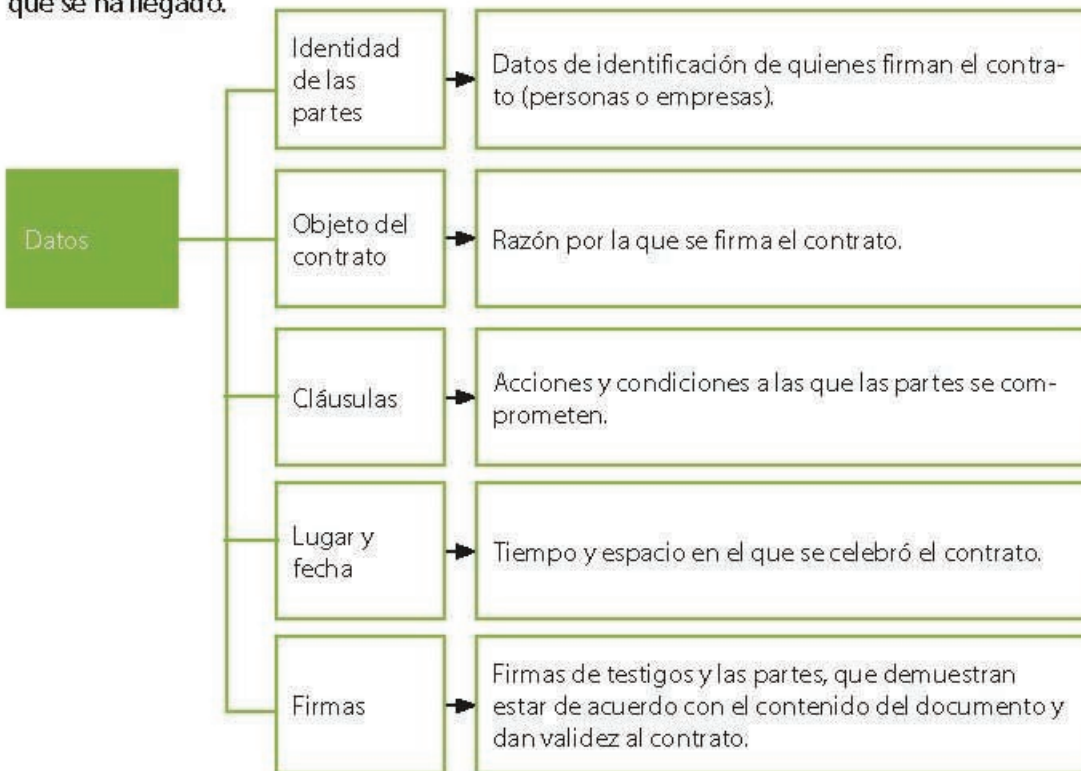 que se ha llegado.
Identidad
de las
partes
Datos de identificación de quienes firman el contra-
to (personas o empresas).
Datos
Objeto del
contrato
Razón por la que se firma el contrato.
Cláusulas
Acciones y condiciones a las que las partes se com-
prometen.
Lugar y
fecha
Tiempo y espacio en el que se celebró el contrato.
Firmas
Firmas de testigos y las partes, que demuestran
estar de acuerdo con el contenido del documento y
dan validez al contrato.